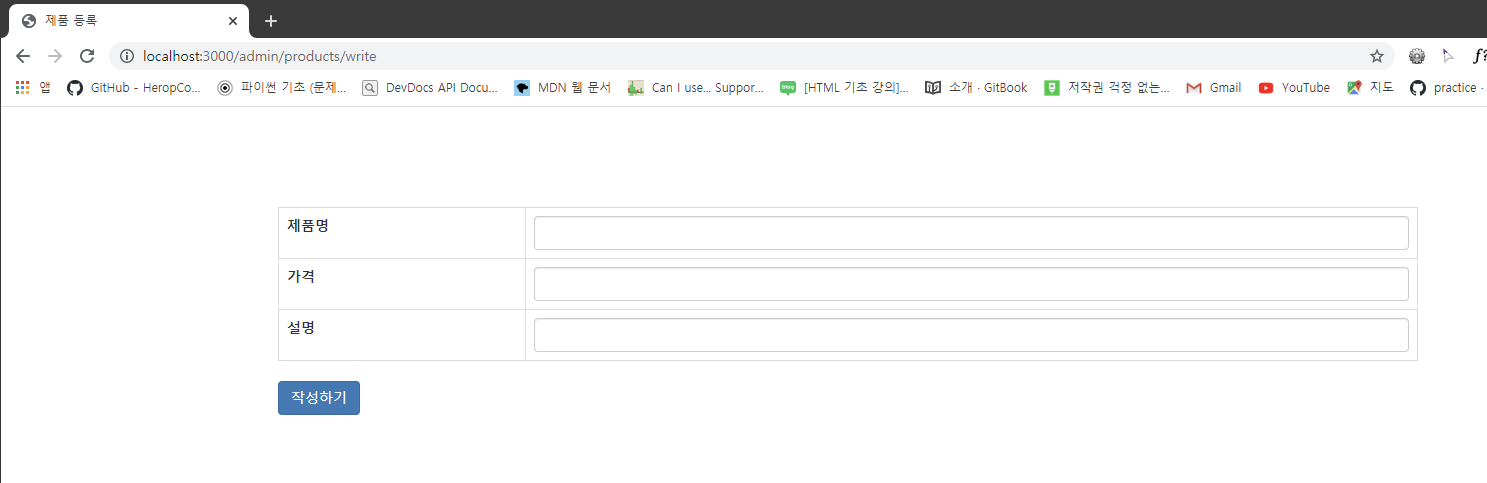 제품 등록
localhost:3000/admin/products/write
앱 GitHub - HeropCo... 파이썬 기초 (문제... DevDocs API Docu... MDN 웹 문서 Can I use... Suppor... [HTML 기초 강의]... 소개 · GitBook 저작권 걱정 없는... Gmail YouTube 지도 practice ·
제품명
가격
설명
작성하기